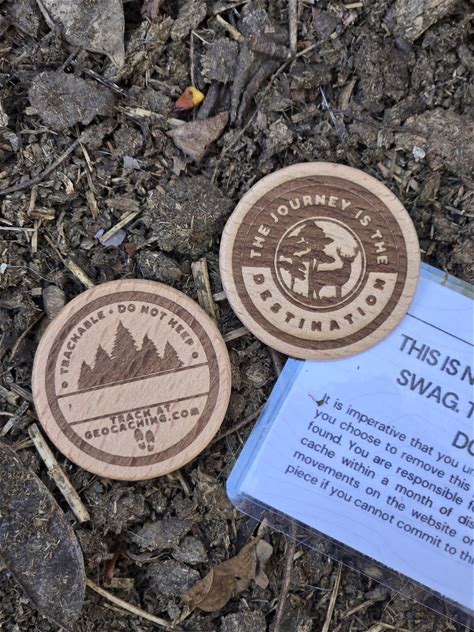 THE JOURNEY IS THE
DESTINATION
TRACKABLE • DO NOT KEEP
TRACK AT
GEOCACHING.COM
THIS IS
SWAG.
It is imperative that you
you choose to remove this
found. You are responsible
cache within a month of
movements on the website or
piece if you cannot commit to